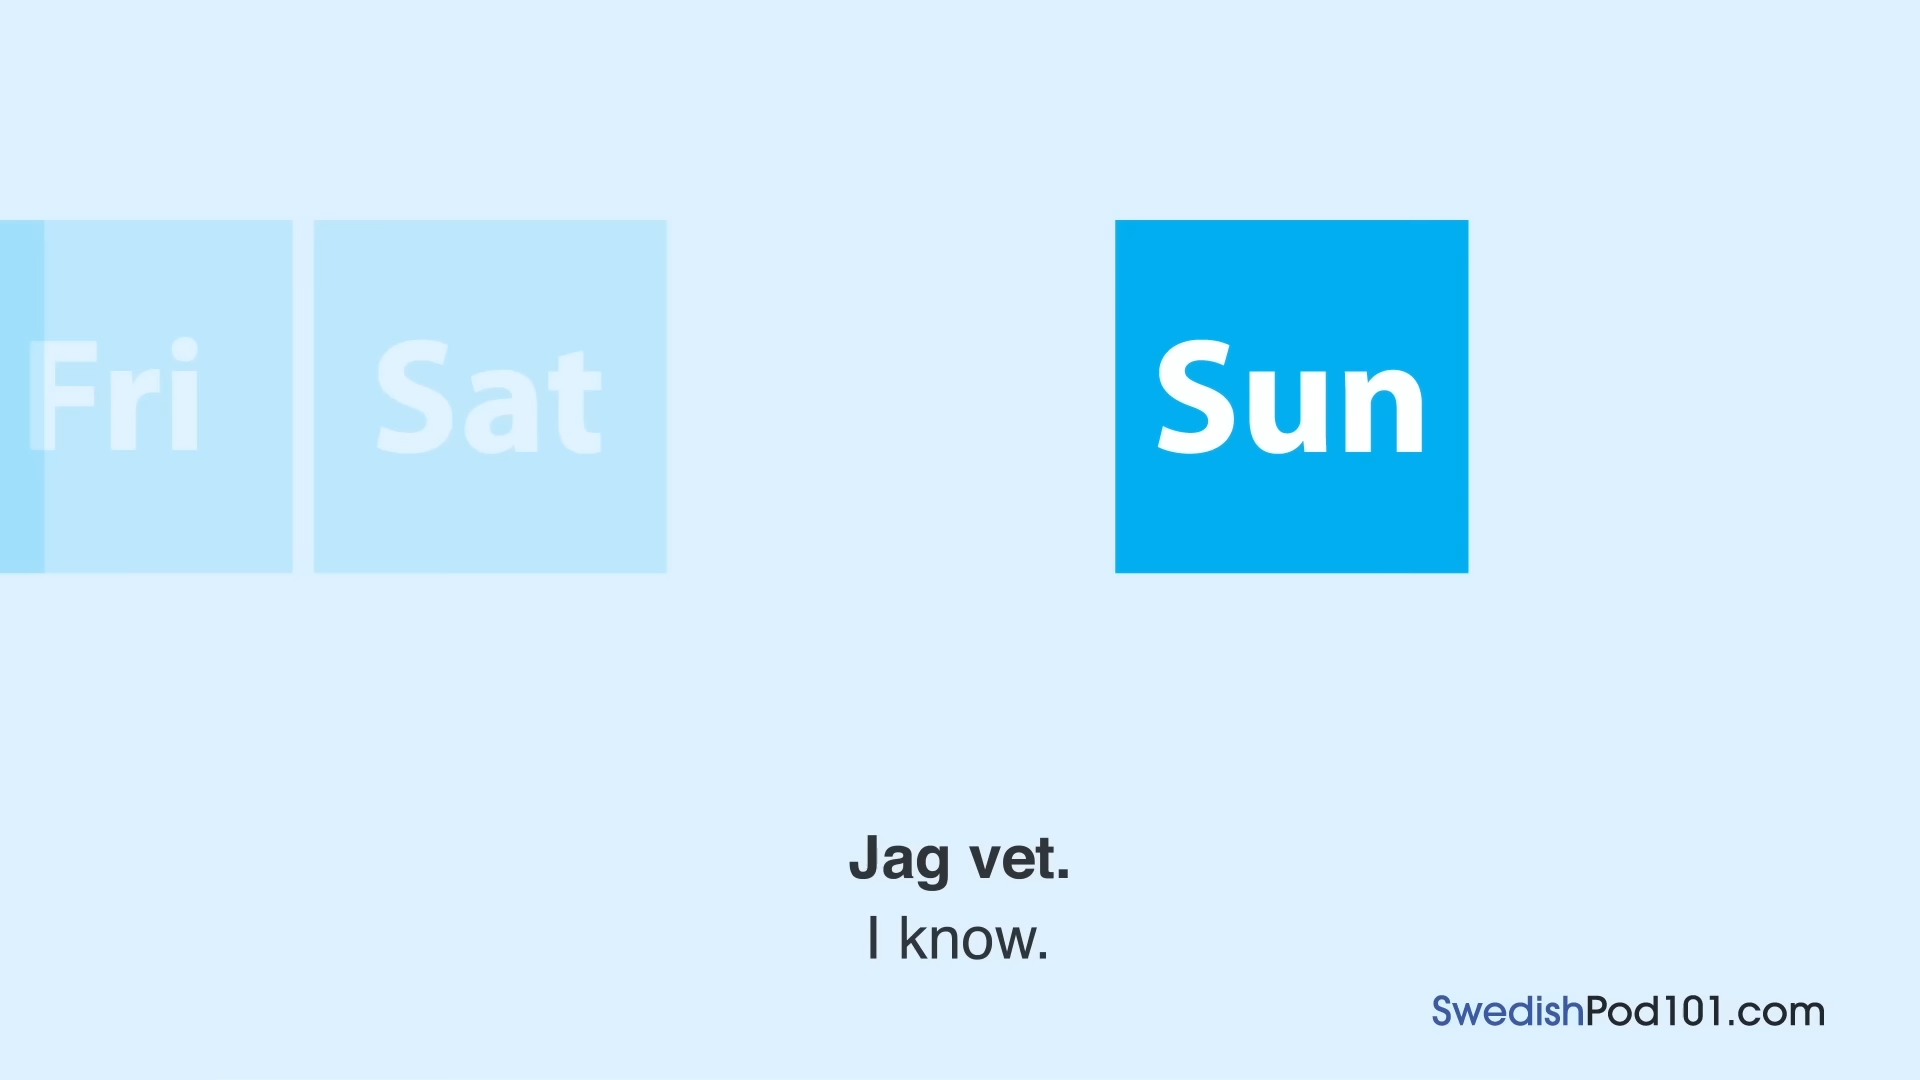 Fri
Sat
Sun
Jag vet.
I know.
SwedishPod101.com